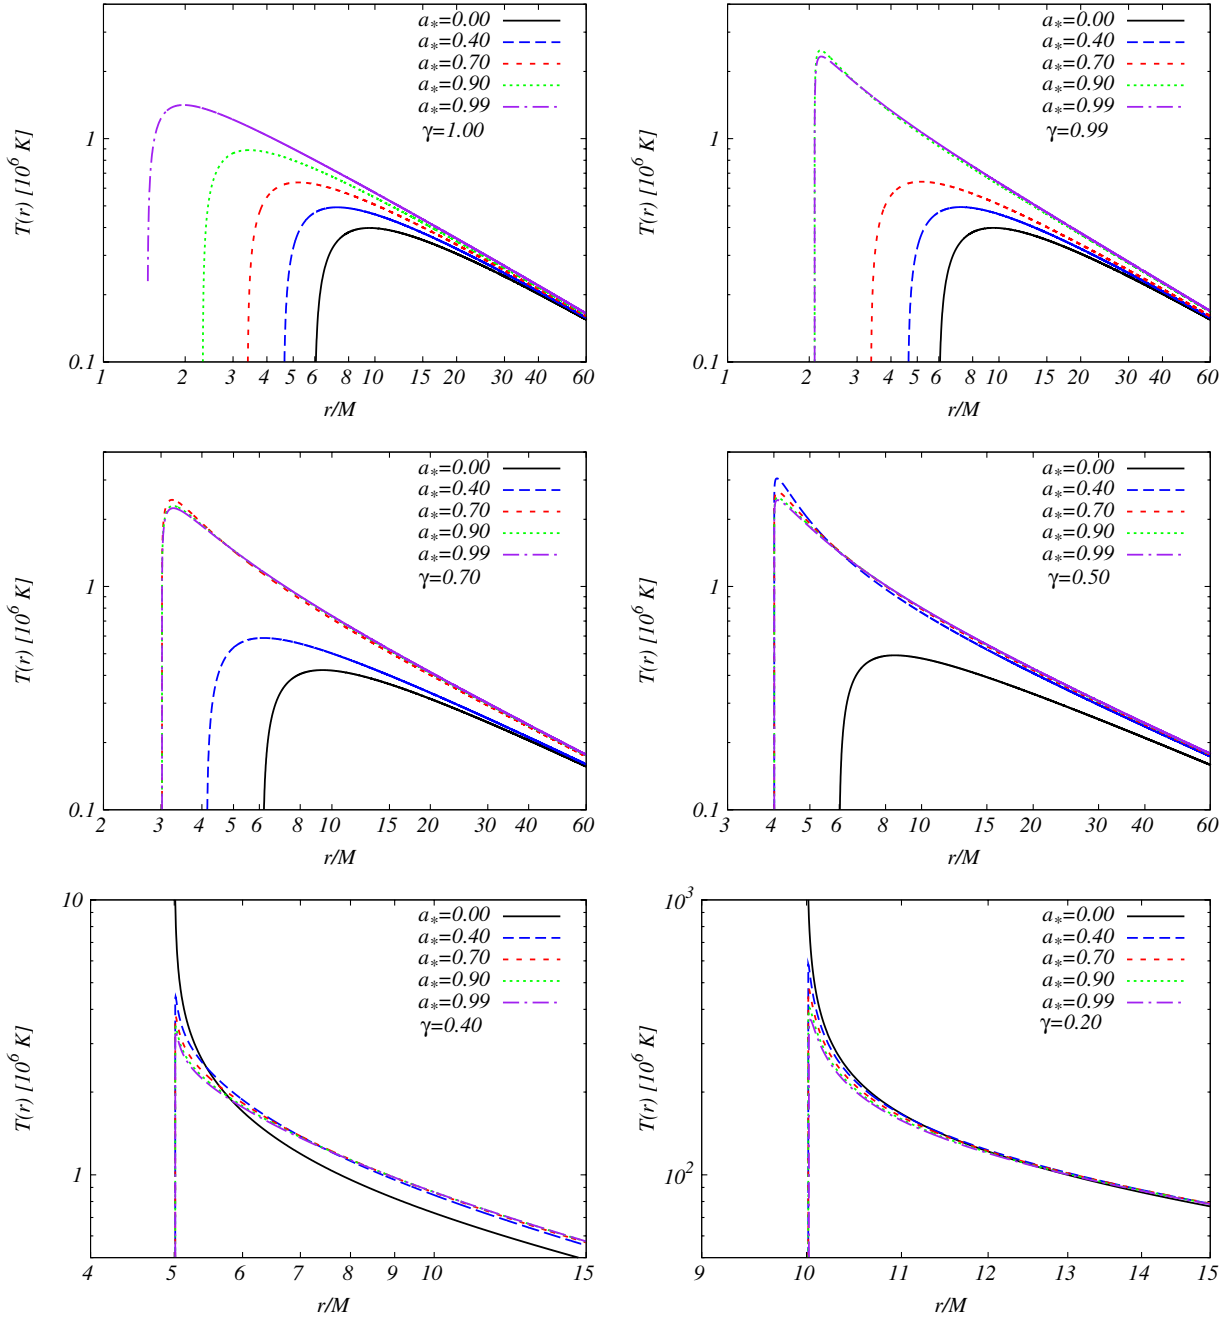 a*=0.00
a*=0.40
a*=0.70
a*=0.90
a*=0.99
γ=1.00
T(r) [10^6 K]
1
0.1
1 2 3 4 5 6 8 10 15 20 30 40 60
r/M
a*=0.00
a*=0.40
a*=0.70
a*=0.90
a*=0.99
γ=0.99
T(r) [10^6 K]
1
0.1
1 2 3 4 5 6 8 10 15 20 30 40 60
r/M
a*=0.00
a*=0.40
a*=0.70
a*=0.90
a*=0.99
γ=0.70
T(r) [10^6 K]
1
0.1
2 3 4 5 6 8 10 15 20 30 40 60
r/M
a*=0.00
a*=0.40
a*=0.70
a*=0.90
a*=0.99
γ=0.50
T(r) [10^6 K]
1
0.1
3 4 5 6 8 10 15 20 30 40 60
r/M
10
a*=0.00
a*=0.40
a*=0.70
a*=0.90
a*=0.99
γ=0.40
T(r) [10^6 K]
1
4 5 6 7 8 9 10 15
r/M
10^3
a*=0.00
a*=0.40
a*=0.70
a*=0.90
a*=0.99
γ=0.20
T(r) [10^6 K]
10^2
9 10 11 12 13 14 15
r/M